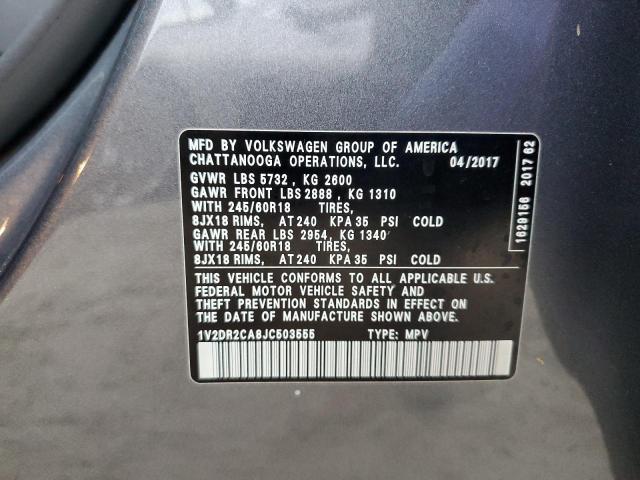 MFD BY VOLKSWAGEN GROUP OF AMERICA
CHATTANOOGA OPERATIONS, LLC. 04/2017
GVWR LBS 5732 , KG 2600
GAWR FRONT LBS 2888 , KG 1310
WITH 245/60R18 TIRES,
8JX18 RIMS, AT 240 KPA 35 PSI COLD
GAWR REAR LBS 2954, KG 1340
WITH 245/60R18 TIRES,
8JX18 RIMS, AT 240 KPA 35 PSI COLD
THIS VEHICLE CONFORMS TO ALL APPLICABLE U.S.
FEDERAL MOTOR VEHICLE SAFETY AND
THEFT PREVENTION STANDARDS IN EFFECT ON
THE DATE OF MANUFACTURE SHOWN ABOVE.
1V2DR2CA8JC503555 TYPE: MPV
1629156 2017 62